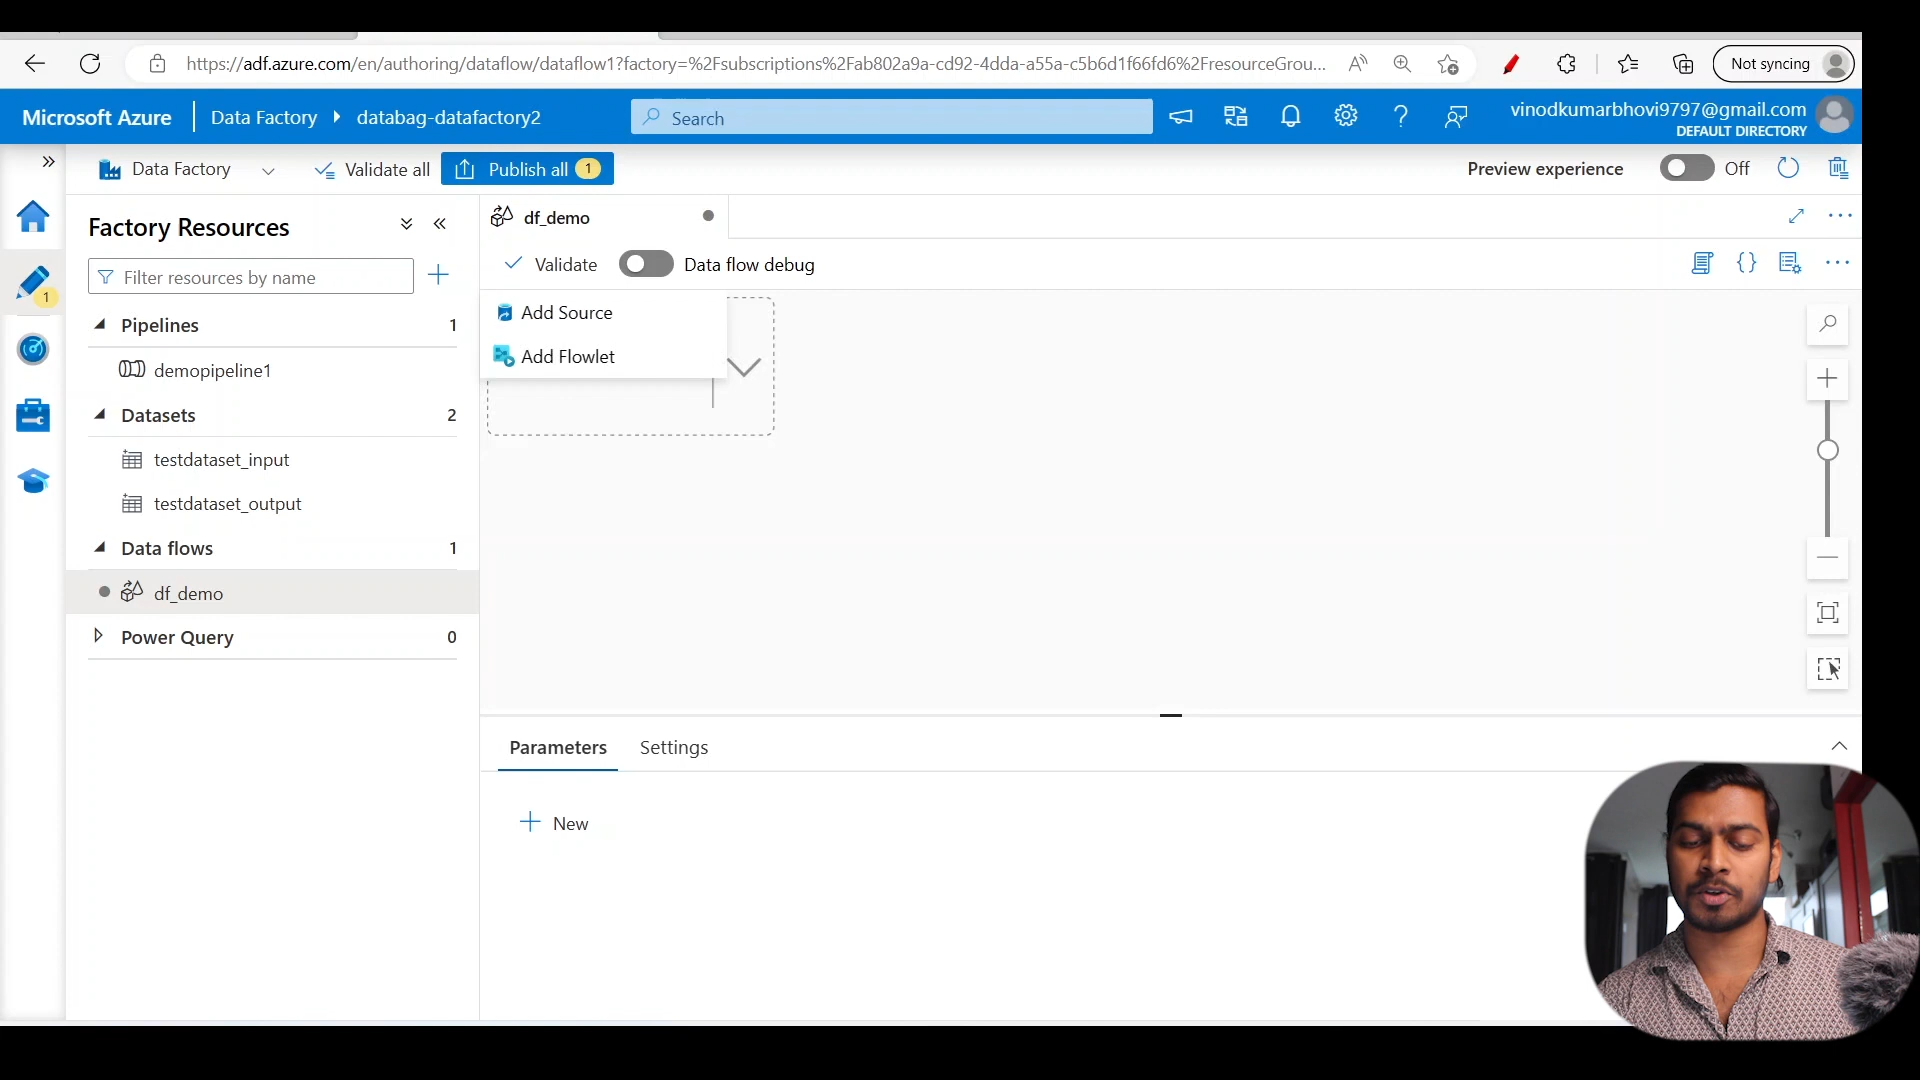 https://adf.azure.com/en/authoring/dataflow/dataflow1?factory=%2Fsubscriptions%2Fab802a9a-cd92-4dda-a55a-c5b6d1f66fd6%2FresourceGrou...
Not syncing
Microsoft Azure
Data Factory
databag-datafactory2
Search
vinodkumarbhovi9797@gmail.com
DEFAULT DIRECTORY
Data Factory
Validate all
Publish all 1
Preview experience
Off
Factory Resources
df_demo
Filter resources by name
Validate
Data flow debug
1
Pipelines 1
demopipeline1
Datasets 2
testdataset_input
testdataset_output
Data flows 1
df_demo
Power Query 0
Add Source
Add Flowlet
Parameters
Settings
New